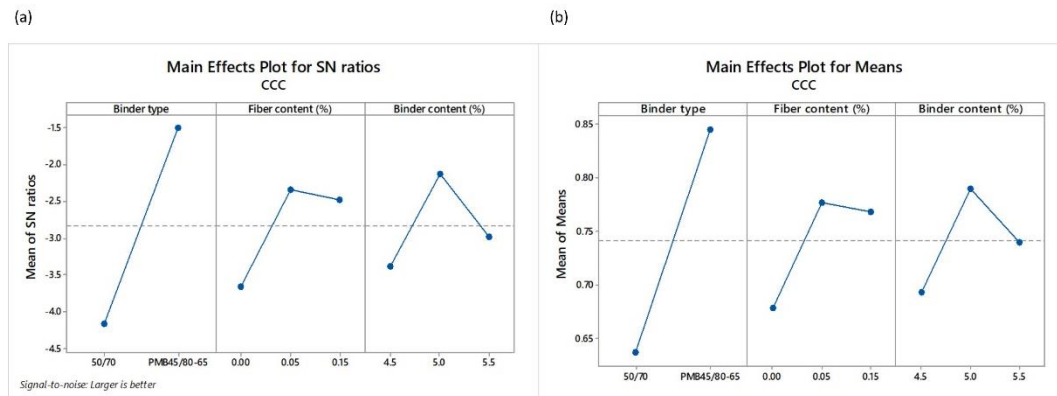 (a)
Main Effects Plot for SN ratios
CCC
Binder type Fiber content (%) Binder content (%)
Mean of SN ratios
-1.5
-2.0
-2.5
-3.0
-3.5
-4.0
-4.5
50/70 PMB45/80-65 0.00 0.05 0.15 4.5 5.0 5.5
Signal-to-noise: Larger is better
(b)
Main Effects Plot for Means
CCC
Binder type Fiber content (%) Binder content (%)
Mean of Means
0.85
0.80
0.75
0.70
0.65
50/70 PMB45/80-65 0.00 0.05 0.15 4.5 5.0 5.5